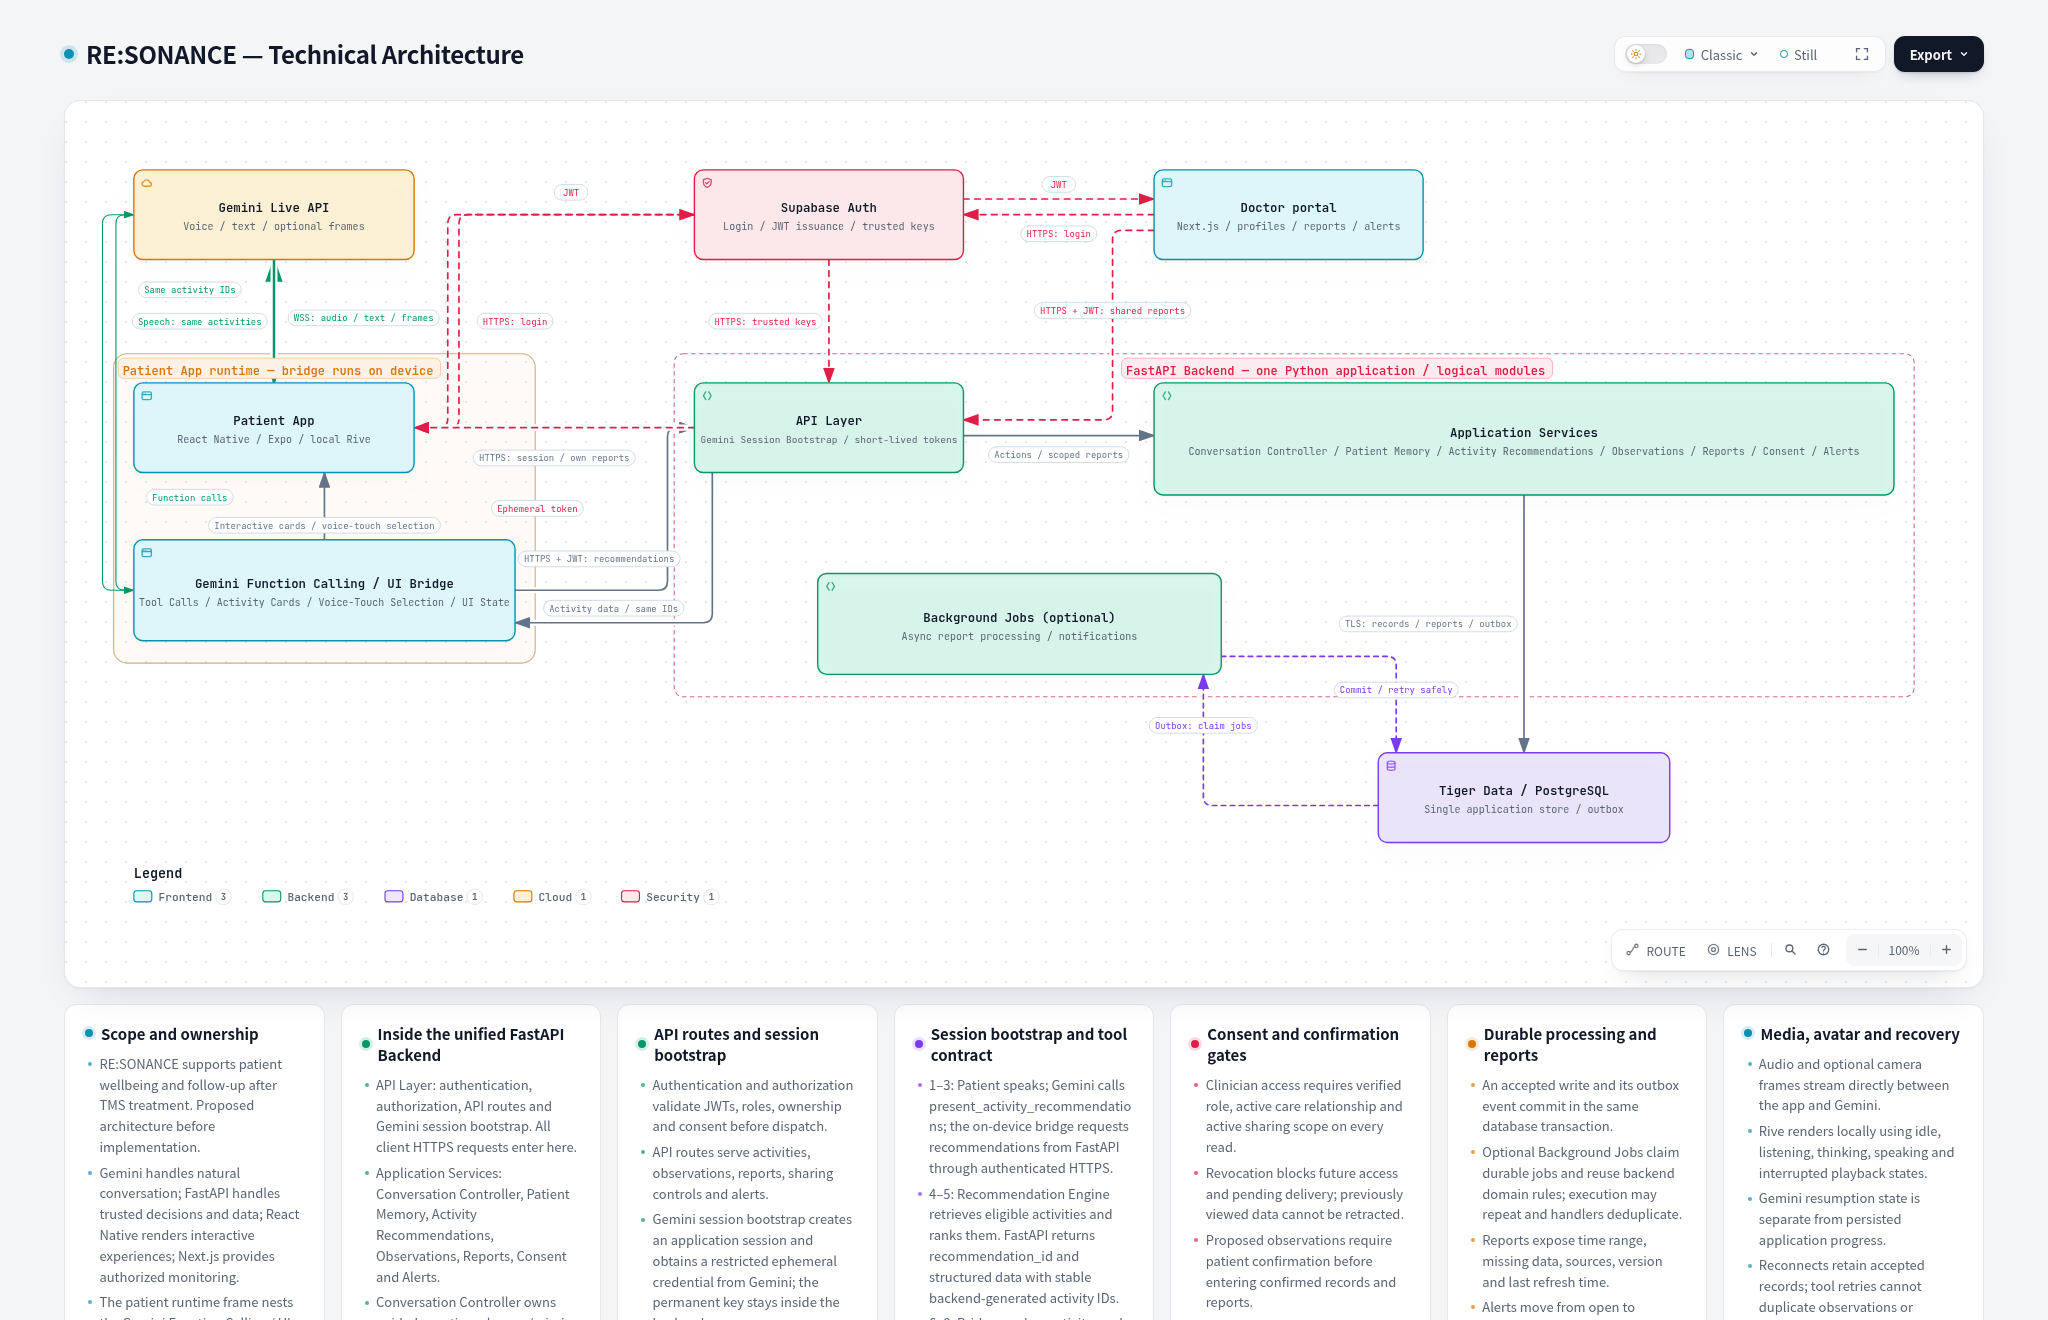 RE:SONANCE — Technical Architecture
Classic
Still
Export
Gemini Live API
Voice / text / optional frames
JWT
Supabase Auth
Login / JWT issuance / trusted keys
JWT
HTTPS: login
Doctor portal
Next.js / profiles / reports / alerts
Same activity IDs
Speech: same activities
WSS: audio / text / frames
HTTPS: login
HTTPS: trusted keys
HTTPS + JWT: shared reports
Patient App runtime — bridge runs on device
FastAPI Backend — one Python application / logical modules
Patient App
React Native / Expo / local Rive
API Layer
Gemini Session Bootstrap / short-lived tokens
Application Services
Conversation Controller / Patient Memory / Activity Recommendations / Observations / Reports / Consent / Alerts
HTTPS: session / own reports
Actions / scoped reports
Function calls
Ephemeral token
Interactive cards / voice-touch selection
HTTPS + JWT: recommendations
Gemini Function Calling / UI Bridge
Tool Calls / Activity Cards / Voice-Touch Selection / UI State
Activity data / same IDs
Background Jobs (optional)
Async report processing / notifications
TLS: records / reports / outbox
Commit / retry safely
Outbox: claim jobs
Tiger Data / PostgreSQL
Single application store / outbox
Legend
Frontend 3
Backend 3
Database 1
Cloud 1
Security 1
ROUTE
LENS
100%
Scope and ownership
RE:SONANCE supports patient
wellbeing and follow-up after
TMS treatment. Proposed
architecture before
implementation.
Gemini handles natural
conversation; FastAPI handles
trusted decisions and data; React
Native renders interactive
experiences; Next.js provides
authorized monitoring.
The patient runtime frame nests
Inside the unified FastAPI
Backend
API Layer: authentication,
authorization, API routes and
Gemini session bootstrap. All
client HTTPS requests enter here.
Application Services:
Conversation Controller, Patient
Memory, Activity
Recommendations,
Observations, Reports, Consent
and Alerts.
Conversation Controller owns
API routes and session
bootstrap
Authentication and authorization
validate JWTs, roles, ownership
and consent before dispatch.
API routes serve activities,
observations, reports, sharing
controls and alerts.
Gemini session bootstrap creates
an application session and
obtains a restricted ephemeral
credential from Gemini; the
permanent key stays inside the
Session bootstrap and tool
contract
1–3: Patient speaks; Gemini calls
present_activity_recommendatio
ns; the on-device bridge requests
recommendations from FastAPI
through authenticated HTTPS.
4–5: Recommendation Engine
retrieves eligible activities and
ranks them. FastAPI returns
recommendation_id and
structured data with stable
backend-generated activity IDs.
Consent and confirmation
gates
Clinician access requires verified
role, active care relationship and
active sharing scope on every
read.
Revocation blocks future access
and pending delivery; previously
viewed data cannot be retracted.
Proposed observations require
patient confirmation before
entering confirmed records and
reports.
Durable processing and
reports
An accepted write and its outbox
event commit in the same
database transaction.
Optional Background Jobs claim
durable jobs and reuse backend
domain rules; execution may
repeat and handlers deduplicate.
Reports expose time range,
missing data, sources, version
and last refresh time.
Alerts move from open to
Media, avatar and recovery
Audio and optional camera
frames stream directly between
the app and Gemini.
Rive renders locally using idle,
listening, thinking, speaking and
interrupted playback states.
Gemini resumption state is
separate from persisted
application progress.
Reconnects retain accepted
records; tool retries cannot
duplicate observations or